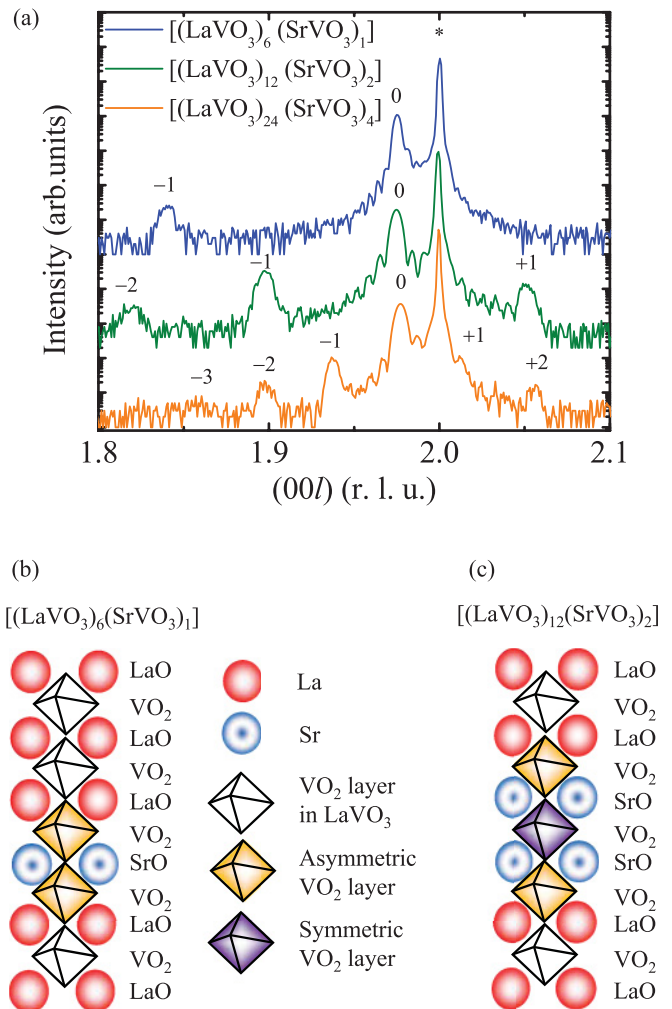 (a)
[(LaVO₃)₆ (SrVO₃)₁]
[(LaVO₃)₁₂ (SrVO₃)₂]
[(LaVO₃)₂₄ (SrVO₃)₄]
*
0
−1
0
−1
+1
−2
0
−1
+1
−2
+2
−3
Intensity (arb.units)
1.8 1.9 2.0 2.1
(00l) (r. l. u.)
(b)
[(LaVO₃)₆(SrVO₃)₁]
LaO
VO₂
LaO
VO₂
LaO
VO₂
SrO
VO₂
LaO
VO₂
LaO
La
Sr
VO₂ layer
in LaVO₃
Asymmetric
VO₂ layer
Symmetric
VO₂ layer
(c)
[(LaVO₃)₁₂(SrVO₃)₂]
LaO
VO₂
LaO
VO₂
SrO
VO₂
SrO
VO₂
LaO
VO₂
LaO